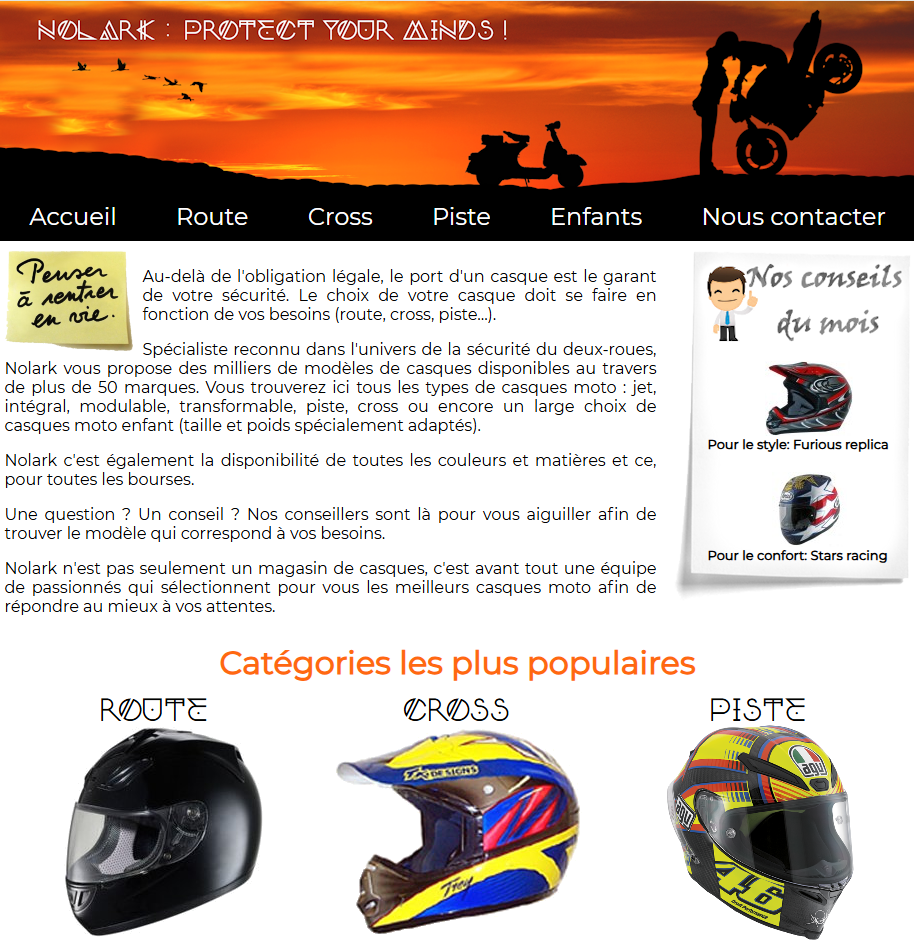 NOLARK : PROTECT YOUR MINDS !
Accueil Route Cross Piste Enfants Nous contacter
Penser
à rentrer
en vie.
Au-delà de l'obligation légale, le port d'un casque est le garant
de votre sécurité. Le choix de votre casque doit se faire en
fonction de vos besoins (route, cross, piste...).
Spécialiste reconnu dans l'univers de la sécurité du deux-roues,
Nolark vous propose des milliers de modèles de casques disponibles au travers
de plus de 50 marques. Vous trouverez ici tous les types de casques moto : jet,
intégral, modulable, transformable, piste, cross ou encore un large choix de
casques moto enfant (taille et poids spécialement adaptés).
Nolark c'est également la disponibilité de toutes les couleurs et matières et ce,
pour toutes les bourses.
Une question ? Un conseil ? Nos conseillers sont là pour vous aiguiller afin de
trouver le modèle qui correspond à vos besoins.
Nolark n'est pas seulement un magasin de casques, c'est avant tout une équipe
de passionnés qui sélectionnent pour vous les meilleurs casques moto afin de
répondre au mieux à vos attentes.
Nos conseils
du mois
Pour le style: Furious replica
Pour le confort: Stars racing
Catégories les plus populaires
ROUTE
CROSS
PISTE
DESIGNS
Troy
agv
agv
46